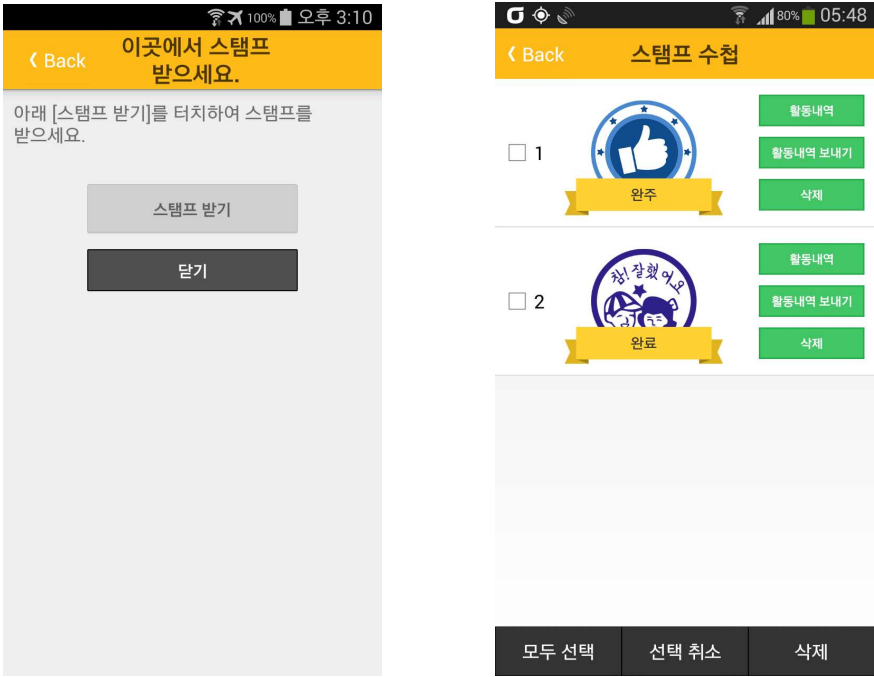 100% 오후 3:10
Back
이곳에서 스탬프
받으세요.
아래 [스탬프 받기]를 터치하여 스탬프를
받으세요.
스탬프 받기
닫기
80% 05:48
Back
스탬프 수첩
1
완주
활동내역
활동내역 보내기
삭제
2
참! 잘했어요
완료
활동내역
활동내역 보내기
삭제
모두 선택
선택 취소
삭제